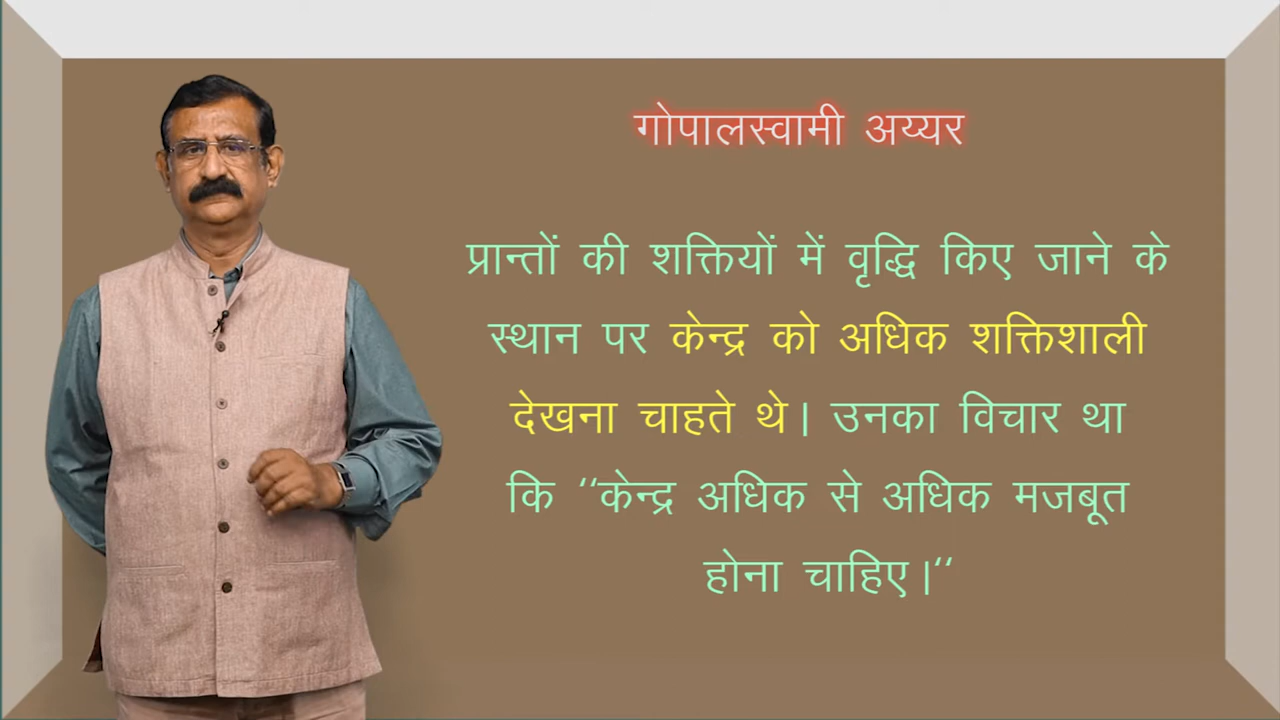 गोपालस्वामी अय्यर
प्रान्तों की शक्तियों में वृद्धि किए जाने के
स्थान पर केन्द्र को अधिक शक्तिशाली
देखना चाहते थे। उनका विचार था
कि ‘‘केन्द्र अधिक से अधिक मजबूत
होना चाहिए।’’